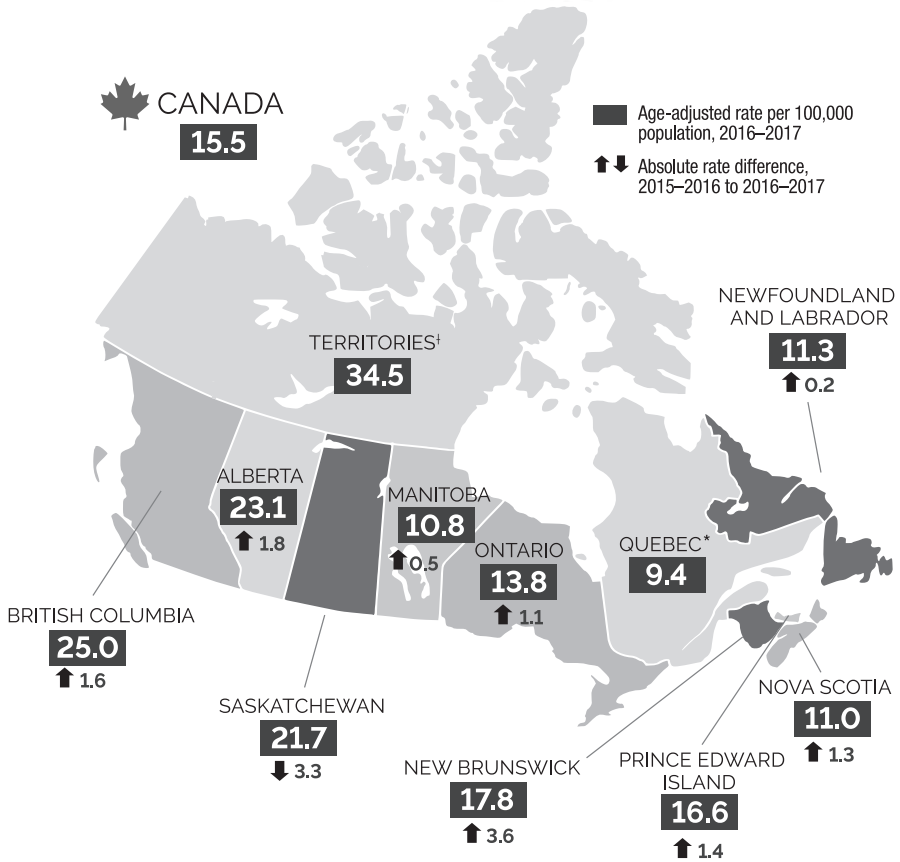 CANADA
15.5
Age-adjusted rate per 100,000
population, 2016–2017
Absolute rate difference,
2015–2016 to 2016–2017
NEWFOUNDLAND
AND LABRADOR
11.3
0.2
TERRITORIESƗ
34.5
ALBERTA
23.1
1.8
MANITOBA
10.8
0.5
ONTARIO
13.8
1.1
QUEBEC*
9.4
BRITISH COLUMBIA
25.0
1.6
SASKATCHEWAN
21.7
3.3
NEW BRUNSWICK
17.8
3.6
PRINCE EDWARD
ISLAND
16.6
1.4
NOVA SCOTIA
11.0
1.3